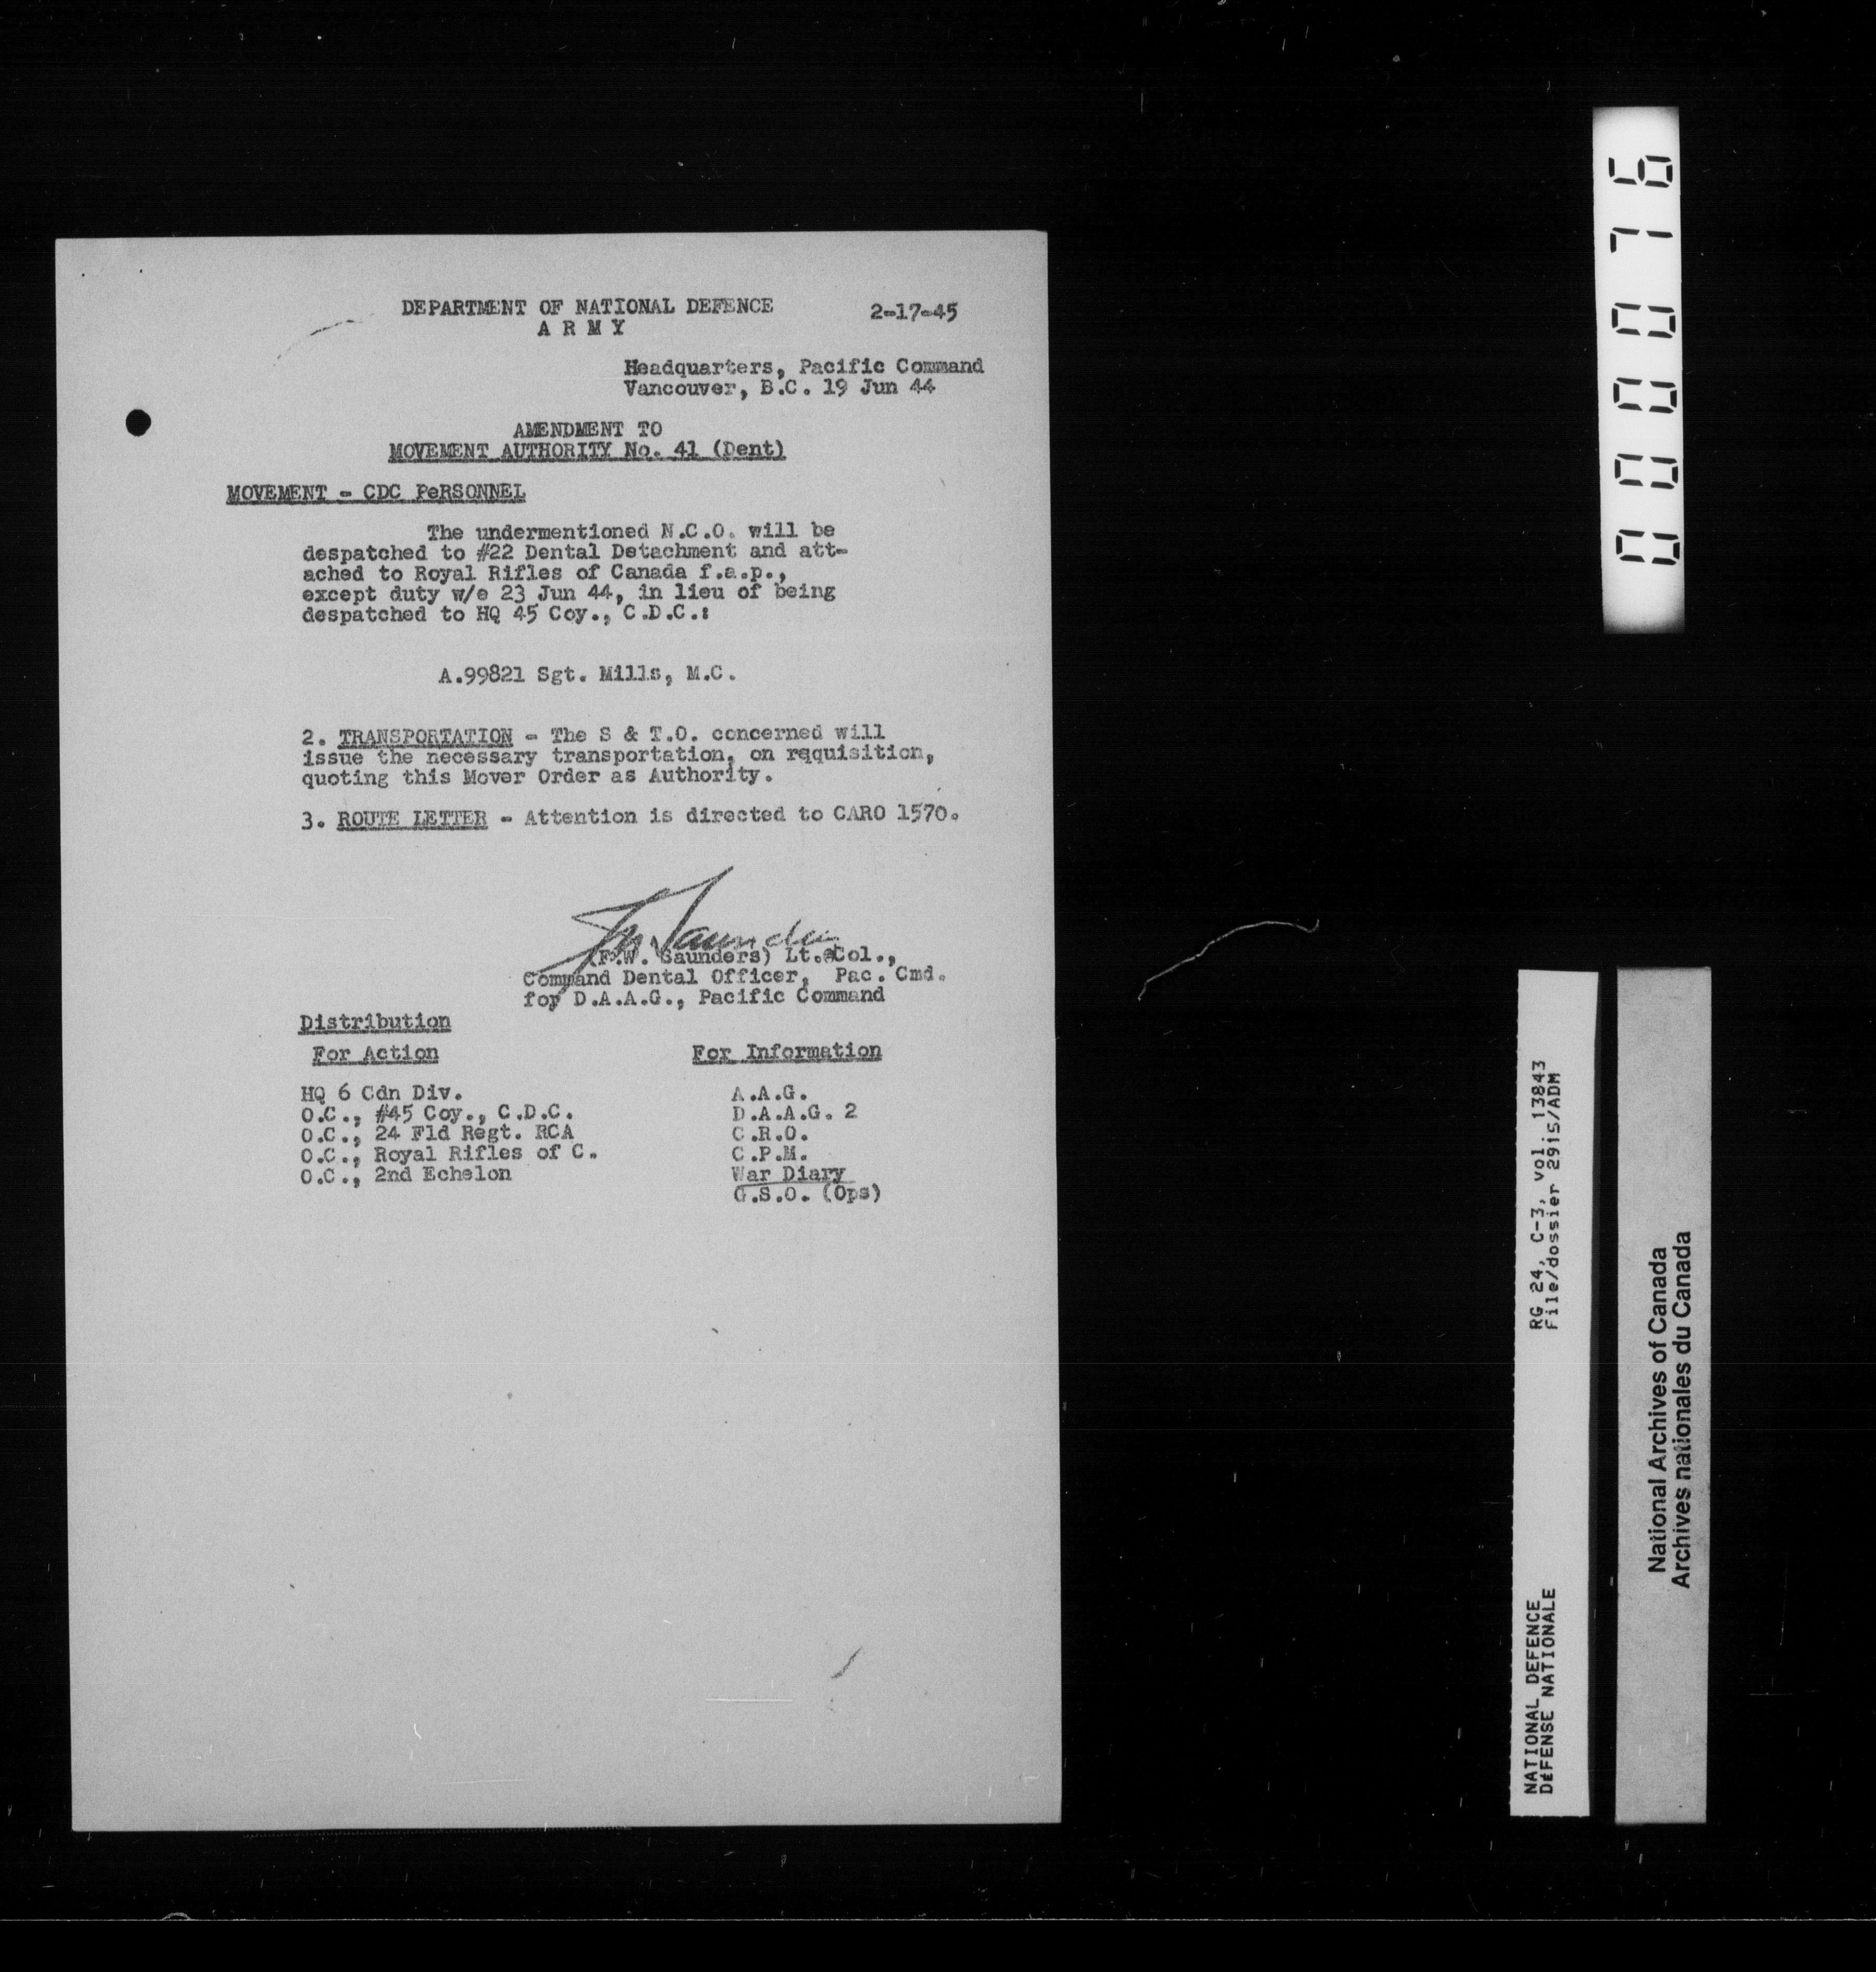 DEPARTMENT OF NATIONAL DEFENCE 2-17-45
A R M Y
Headquarters, Pacific Command
Vancouver, B.C. 19 Jun 44
AMENDMENT TO
MOVEMENT AUTHORITY No. 41 (Dent)
MOVEMENT - CDC PeRSONNEL
The undermentioned N.C.O. will be
despatched to #22 Dental Detachment and att-
ached to Royal Rifles of Canada f.a.p.,
except duty w/e 23 Jun 44, in lieu of being
despatched to HQ 45 Coy., C.D.C.:
A.99821 Sgt. Mills, M.C.
2. TRANSPORTATION - The S & T.O. concerned will
issue the necessary transportation, on rqquisition,
quoting this Mover Order as Authority.
3. ROUTE LETTER - Attention is directed to CARO 1570.
(F.W. Saunders) Lt.Col.,
Command Dental Officer, Pac. Cmd.
for D.A.A.G., Pacific Command
Distribution
For Action For Information
HQ 6 Cdn Div. A.A.G.
O.C., #45 Coy., C.D.C. D.A.A.G. 2
O.C., 24 Fld Regt. RCA C.R.O.
O.C., Royal Rifles of C. C.P.M.
O.C., 2nd Echelon War Diary
G.S.O. (Ops)
000076
RG 24, C-3, vol. 13843
File/dossier 2915/ADM
NATIONAL DEFENCE
DÉFENSE NATIONALE
National Archives of Canada
Archives nationales du Canada